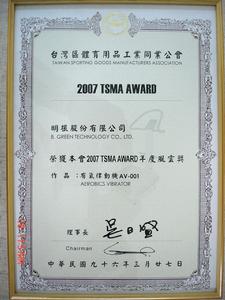 台灣區體育用品工業同業公會
TAIWAN SPORTING GOODS MANUFACTURERS ASSOCIATION
2007 TSMA AWARD
明根股份有限公司
B. GREEN TECHNOLOGY CO., LTD.
榮獲本會2007 TSMA AWARD年度風雲獎
作品：有氧律動機AV-001
AEROBICS VIBRATOR
理事長
Chairman
中華民國九十六年三月廿七日